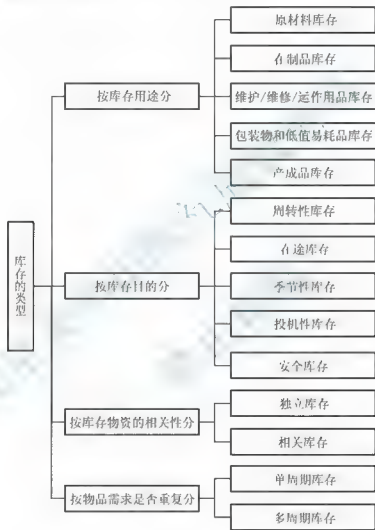 库存的类型
按库存用途分
原材料库存
在制品库存
维护/维修/运作用品库存
包装物和低值易耗品库存
产成品库存
按库存目的分
周转性库存
在途库存
季节性库存
投机性库存
安全库存
按库存物资的相关性分
独立库存
相关库存
按物品需求是否重复分
单周期库存
多周期库存